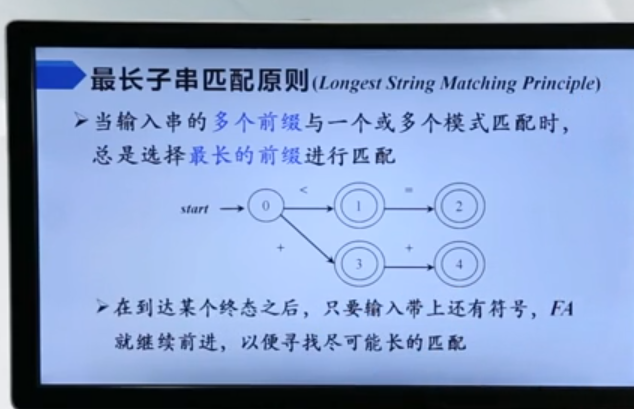 最长子串匹配原则(Longest String Matching Principle)
➢当输入串的多个前缀与一个或多个模式匹配时，
总是选择最长的前缀进行匹配
< =
start 0 1 2
+ +
3 4
➢在到达某个终态之后，只要输入带上还有符号，FA
就继续前进，以便寻找尽可能长的匹配